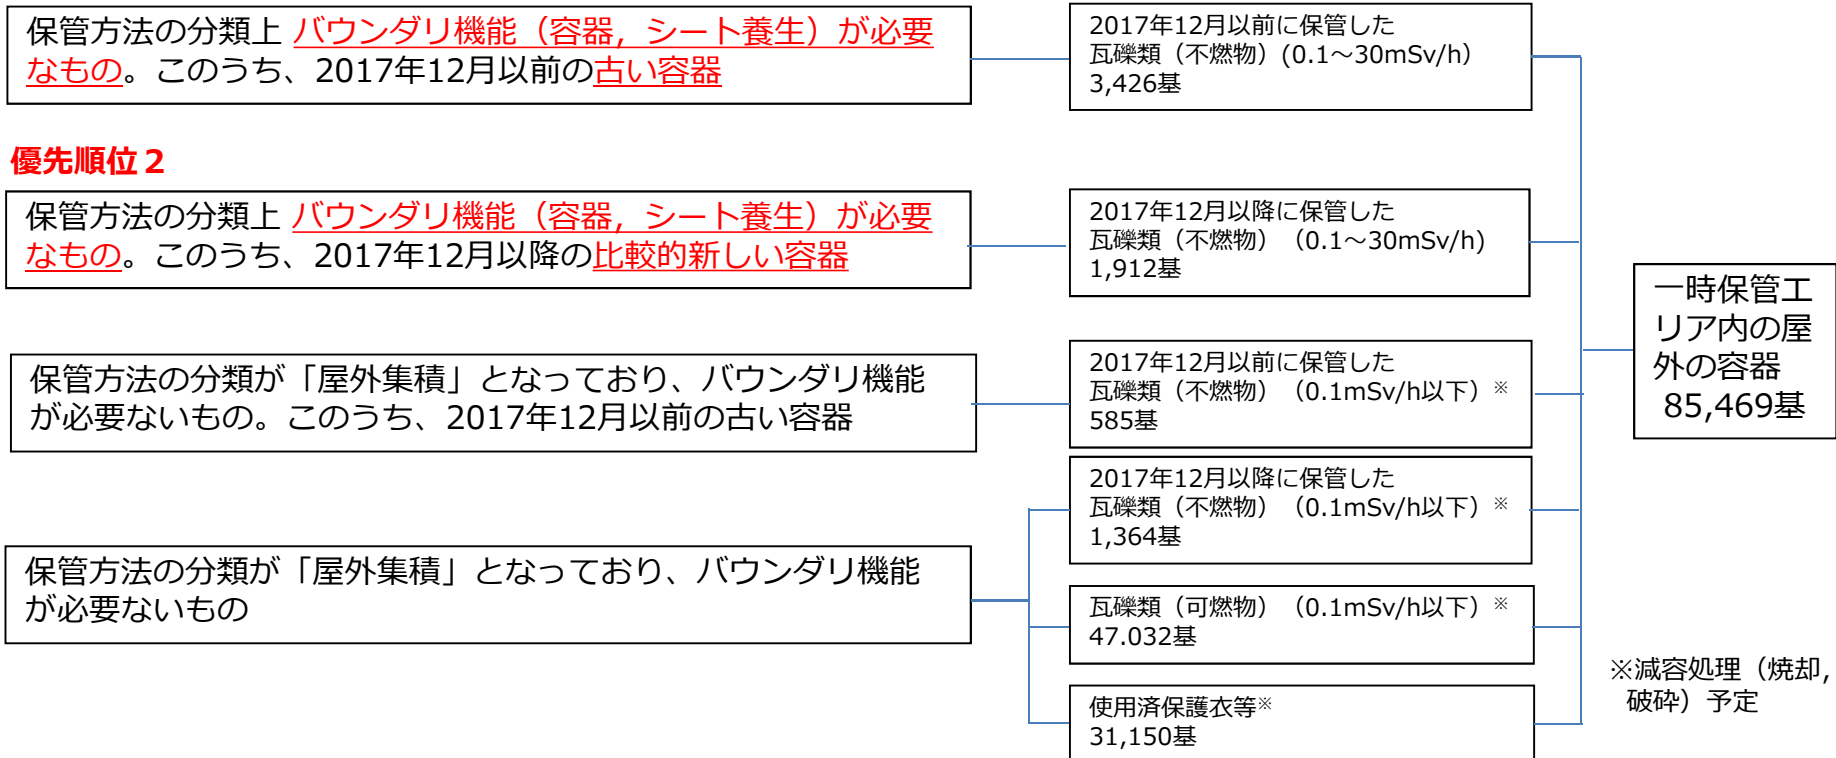 保管方法の分類上 バウンダリ機能（容器，シート養生）が必要
なもの。このうち、2017年12月以前の古い容器
2017年12月以前に保管した
瓦礫類（不燃物）(0.1～30mSv/h）
3,426基
優先順位２
保管方法の分類上 バウンダリ機能（容器，シート養生）が必要
なもの。このうち、2017年12月以降の比較的新しい容器
2017年12月以降に保管した
瓦礫類（不燃物）（0.1～30mSv/h)
1,912基
保管方法の分類が「屋外集積」となっており、バウンダリ機能
が必要ないもの。このうち、2017年12月以前の古い容器
2017年12月以前に保管した
瓦礫類（不燃物）（0.1mSv/h以下）※
585基
2017年12月以降に保管した
瓦礫類（不燃物）（0.1mSv/h以下）※
1,364基
保管方法の分類が「屋外集積」となっており、バウンダリ機能
が必要ないもの
瓦礫類（可燃物）（0.1mSv/h以下）※
47.032基
使用済保護衣等※
31,150基
一時保管エ
リア内の屋
外の容器
85,469基
※減容処理（焼却，
破砕）予定